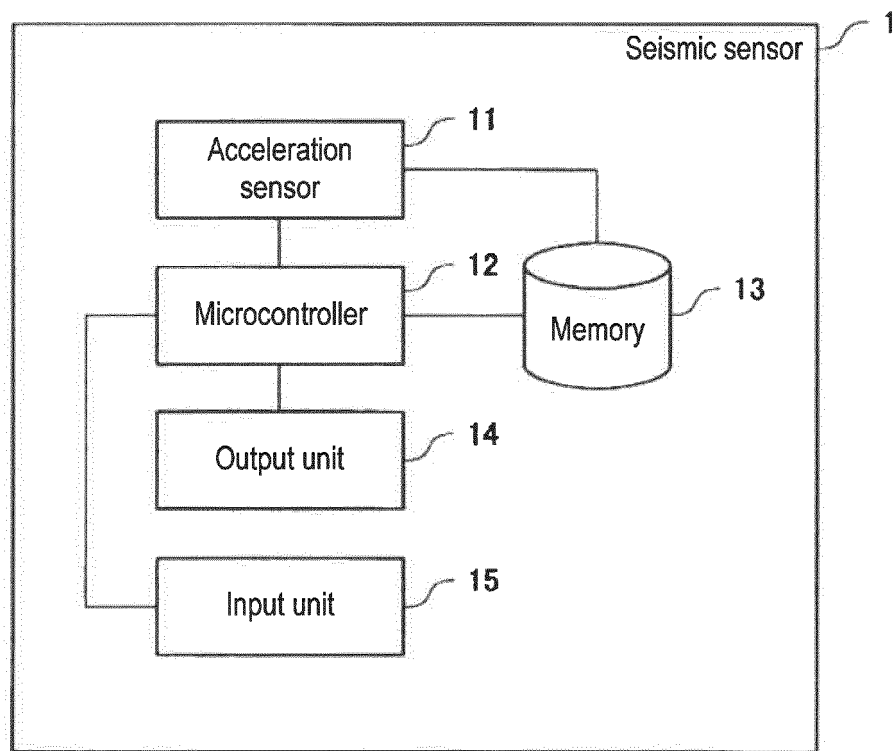 1
Seismic sensor
11
Acceleration
sensor
12
Microcontroller
13
Memory
14
Output unit
15
Input unit